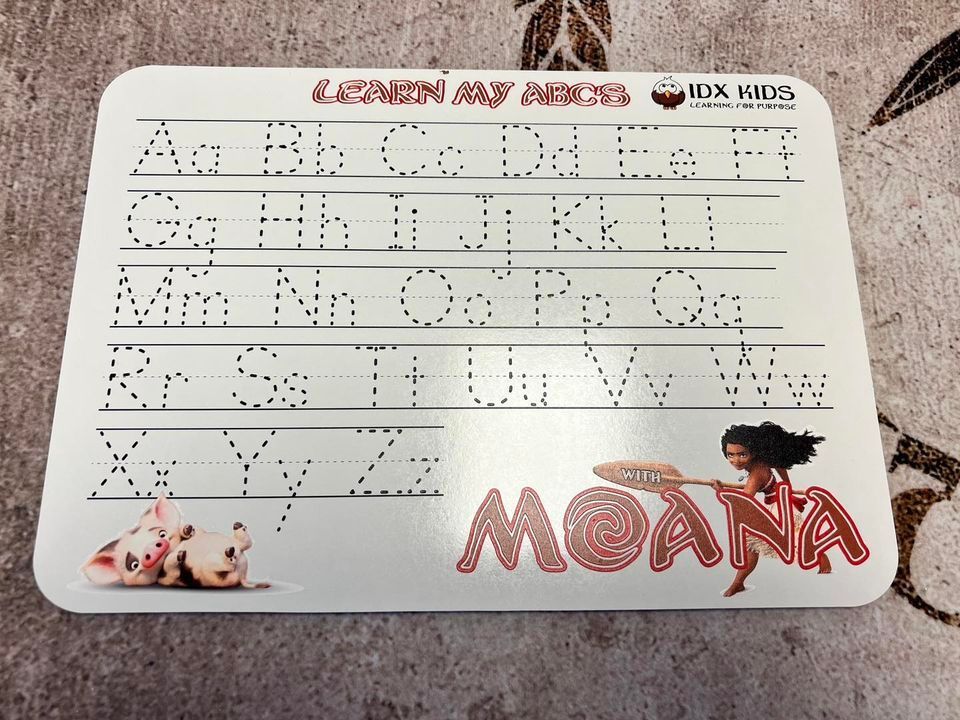 LEARN MY ABC'S
IDX KIDS
LEARNING FOR PURPOSE
Aa Bb Cc Dd Ee Ff
Gg Hh Ii Jj Kk Ll
Mm Nn Oo Pp Qq
Rr Ss Tt Uu Vv Ww
Xx Yy Zz
WITH
MOANA